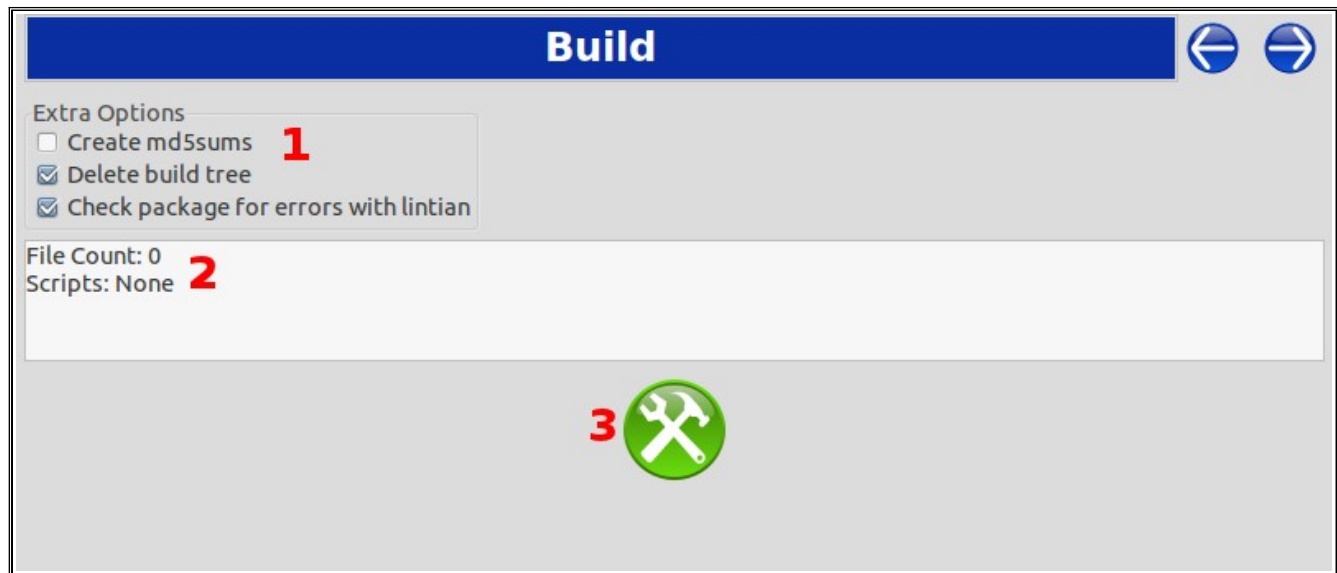 Build
Extra Options
Create md5sums
1
Delete build tree
Check package for errors with lintian
File Count: 0
2
Scripts: None
3